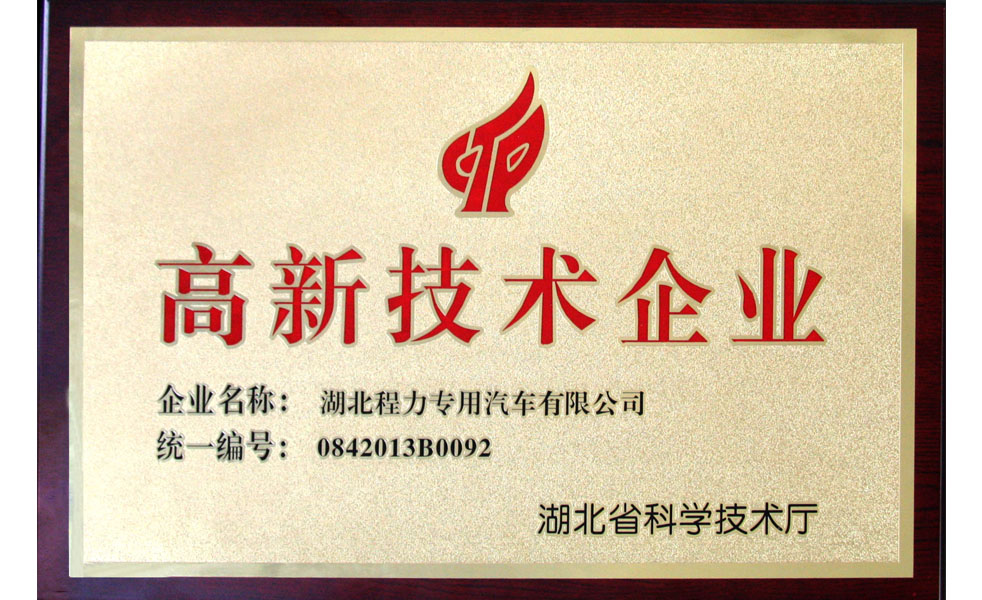 高新技术企业
企业名称： 湖北程力专用汽车有限公司
统一编号： 0842013B0092
湖北省科学技术厅